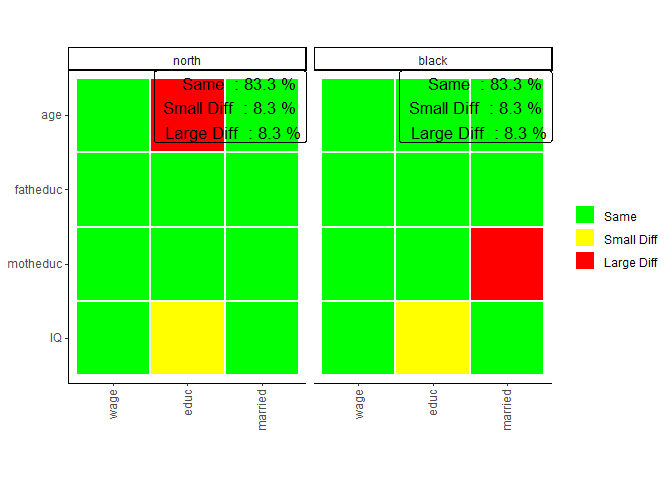 north
black
Same : 83.3 %
Small Diff : 8.3 %
Large Diff : 8.3 %
Same : 83.3 %
Small Diff : 8.3 %
Large Diff : 8.3 %
age
fatheduc
motheduc
IQ
wage
educ
married
wage
educ
married
Same
Small Diff
Large Diff